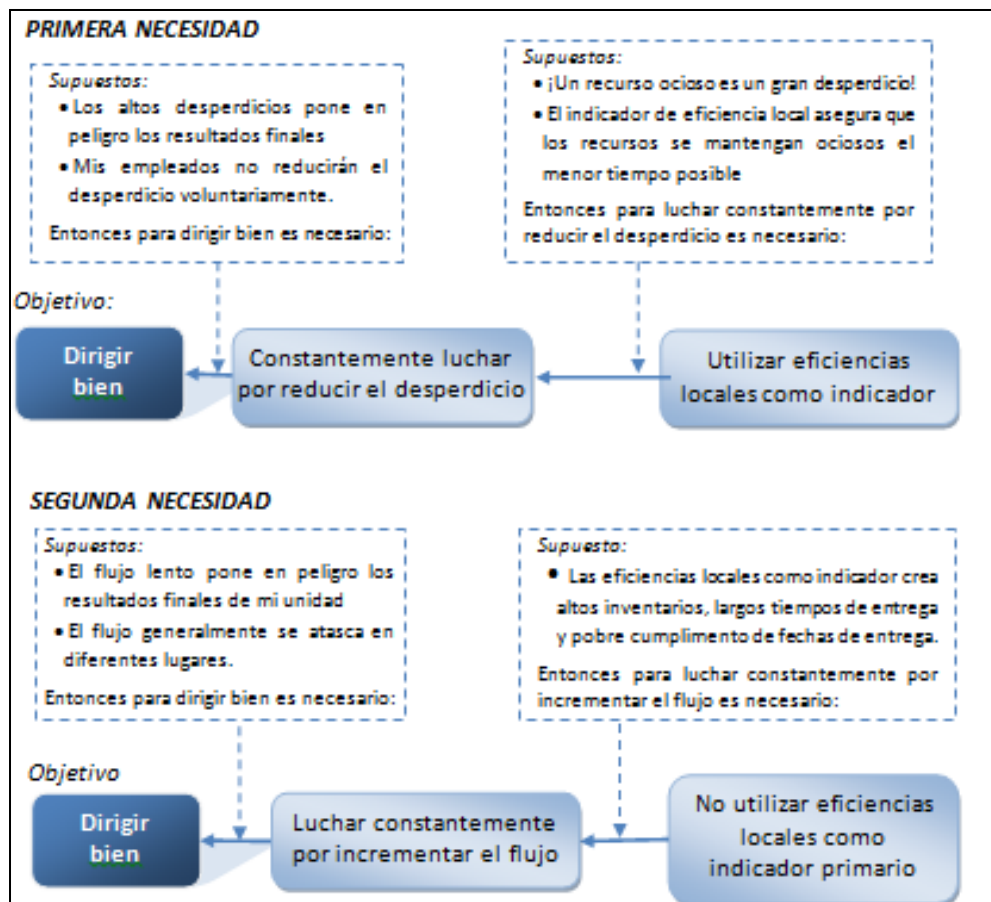 PRIMERA NECESIDAD
Supuestos:
• Los altos desperdicios pone en
peligro los resultados finales
• Mis empleados no reducirán el
desperdicio voluntariamente.
Entonces para dirigir bien es necesario:
Supuestos:
• ¡Un recurso ocioso es un gran desperdicio!
• El indicador de eficiencia local asegura que
los recursos se mantengan ociosos el
menor tiempo posible
Entonces para luchar constantemente por
reducir el desperdicio es necesario:
Objetivo:
Dirigir
bien
Constantemente luchar
por reducir el desperdicio
Utilizar eficiencias
locales como indicador
SEGUNDA NECESIDAD
Supuestos:
• El flujo lento pone en peligro los
resultados finales de mi unidad
• El flujo generalmente se atasca en
diferentes lugares.
Entonces para dirigir bien es necesario:
Supuesto:
• Las eficiencias locales como indicador crea
altos inventarios, largos tiempos de entrega
y pobre cumplimento de fechas de entrega.
Entonces para luchar constantemente por
incrementar el flujo es necesario:
Objetivo
Dirigir
bien
Luchar constantemente
por incrementar el flujo
No utilizar eficiencias
locales como
indicador primario